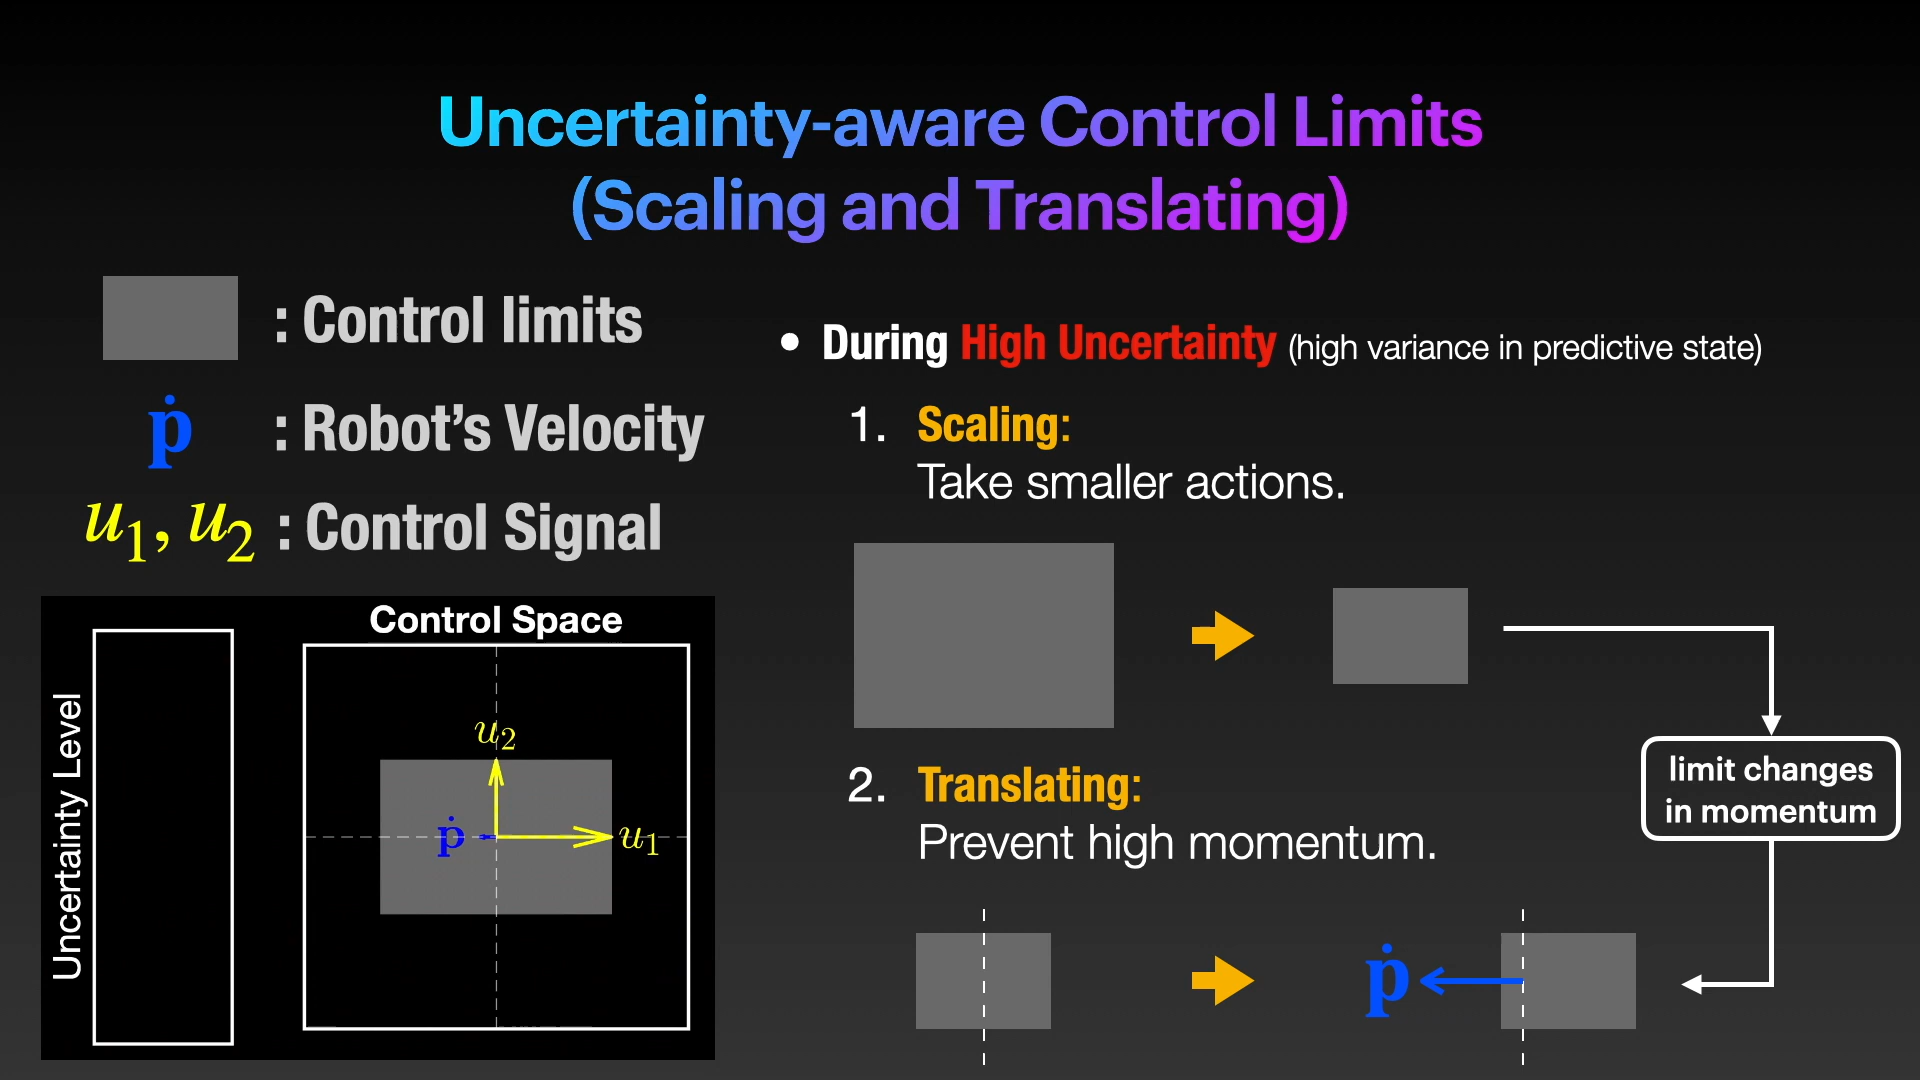 Uncertainty-aware Control Limits
(Scaling and Translating)
: Control limits
ṗ : Robot's Velocity
u₁, u₂ : Control Signal
Uncertainty Level
Control Space
u₂
ṗ
u₁
• During High Uncertainty (high variance in predictive state)
1. Scaling:
Take smaller actions.
2. Translating:
Prevent high momentum.
limit changes
in momentum
ṗ